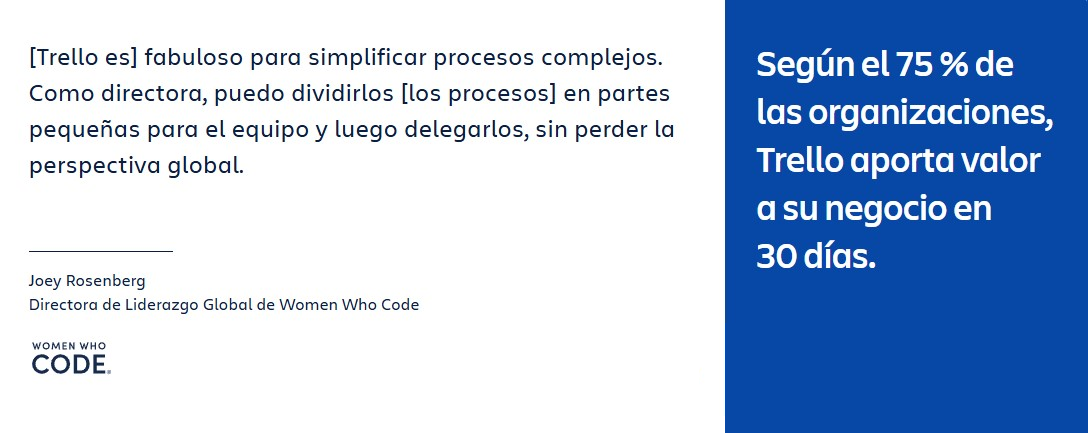 [Trello es] fabuloso para simplificar procesos complejos.
Como directora, puedo dividirlos [los procesos] en partes
pequeñas para el equipo y luego delegarlos, sin perder la
perspectiva global.
Joey Rosenberg
Directora de Liderazgo Global de Women Who Code
WOMEN WHO
CODE.
Según el 75 % de
las organizaciones,
Trello aporta valor
a su negocio en
30 días.